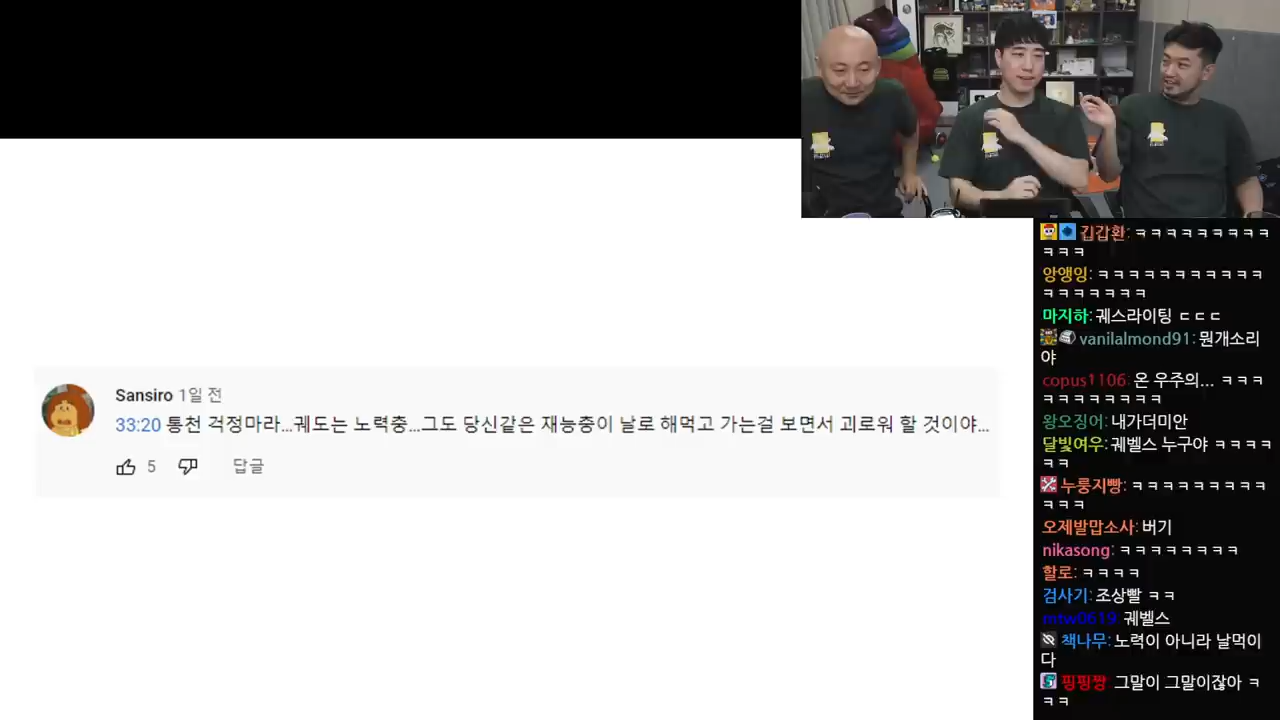 Sansiro 1일 전
33:20 통천 걱정마라...궤도는 노력충...그도 당신같은 재능충이 날로 해먹고 가는걸 보면서 괴로워 할 것이야...
5 답글
김갑환: ㅋㅋㅋㅋㅋㅋㅋㅋㅋㅋ
ㅋㅋㅋ
앙앵잉: ㅋㅋㅋㅋㅋㅋㅋㅋㅋㅋㅋㅋ
ㅋㅋㅋㅋㅋㅋㅋ
마지햐: 궤스라이팅 ㄷㄷㄷ
vanilalmond91: 뭔개소리
야
copus1106: 온 우주의... ㅋㅋㅋ
ㅋㅋㅋㅋㅋㅋㅋㅋ
왕오징어: 내가더미안
달빛여우: 궤벨스 누구야 ㅋㅋㅋㅋ
ㅋㅋ
누룽지빵: ㅋㅋㅋㅋㅋㅋㅋㅋㅋㅋ
ㅋㅋㅋ
오제발맙소사: 버기
nikasong: ㅋㅋㅋㅋㅋㅋㅋㅋ
할로: ㅋㅋㅋㅋ
검사기: 조상빨 ㅋㅋ
mtw0619: 궤벨스
책나무: 노력이 아니라 날먹이
다
핑핑짱 그말이 그말이잖아 ㅋ
ㅋㅋ